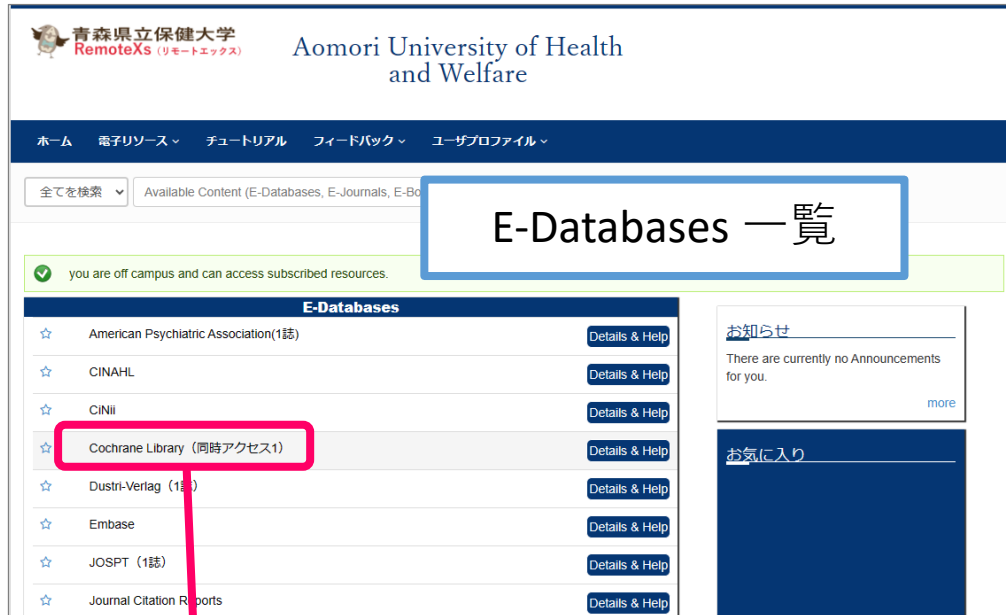 青森県立保健大学
RemoteXs (リモートエックス)
Aomori University of Health
and Welfare
ホーム 電子リソース チュートリアル フィードバック ユーザプロファイル
全てを検索 Available Content (E-Databases, E-Journals, E-Bo
E-Databases 一覧
you are off campus and can access subscribed resources.
E-Databases
American Psychiatric Association(1誌) Details & Help
CINAHL Details & Help
CiNii Details & Help
Cochrane Library（同時アクセス1） Details & Help
Dustri-Verlag（1誌） Details & Help
Embase Details & Help
JOSPT（1誌） Details & Help
Journal Citation Reports Details & Help
お知らせ
There are currently no Announcements
for you.
more
お気に入り